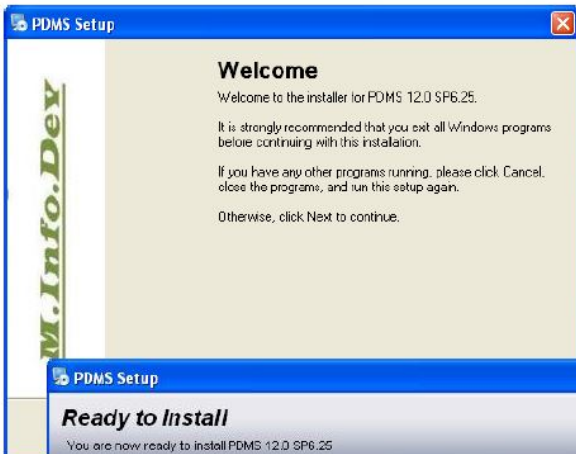 PDMS Setup
M.Info.Dev
Welcome
Welcome to the installer for PDMS 12.0 SP6.25.
It is strongly recommended that you exit all Windows programs
before continuing with this installation.
If you have any other programs running, please click Cancel,
close the programs, and run this setup again.
Otherwise, click Next to continue.
PDMS Setup
Ready to Install
You are now ready to install PDMS 12.0 SP6.25